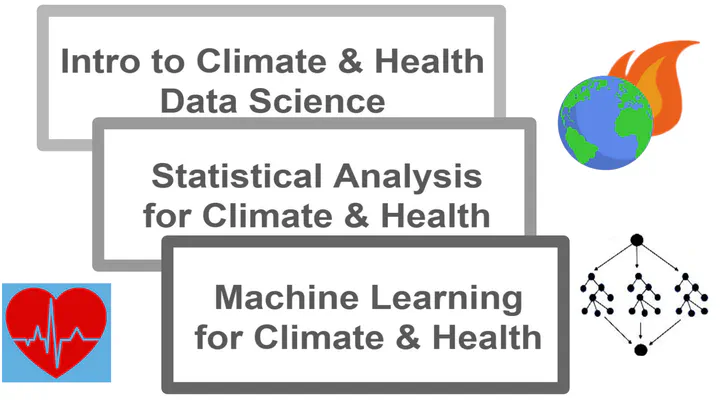 Intro to Climate & Health
Data Science
Statistical Analysis
for Climate & Health
Machine Learning
for Climate & Health